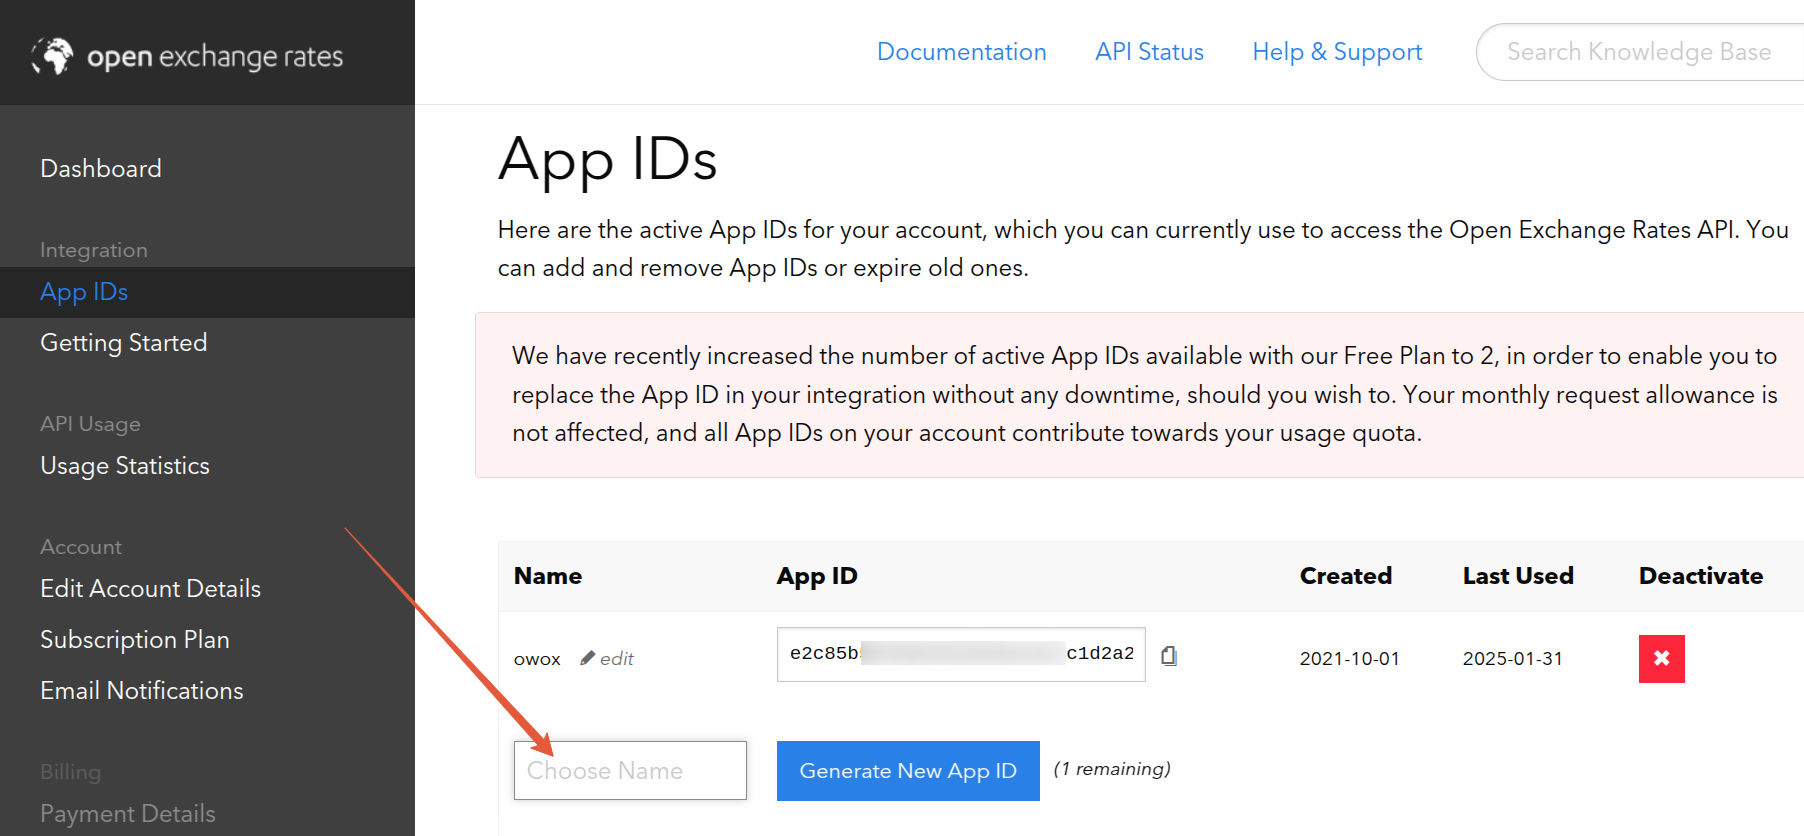 open exchange rates
Documentation
API Status
Help & Support
Search Knowledge Base
Dashboard
Integration
App IDs
Getting Started
API Usage
Usage Statistics
Account
Edit Account Details
Subscription Plan
Email Notifications
Billing
Payment Details
App IDs
Here are the active App IDs for your account, which you can currently use to access the Open Exchange Rates API. You
can add and remove App IDs or expire old ones.
We have recently increased the number of active App IDs available with our Free Plan to 2, in order to enable you to
replace the App ID in your integration without any downtime, should you wish to. Your monthly request allowance is
not affected, and all App IDs on your account contribute towards your usage quota.
Name App ID Created Last Used Deactivate
owox edit e2c85b c1d2a2 2021-10-01 2025-01-31
Choose Name Generate New App ID (1 remaining)